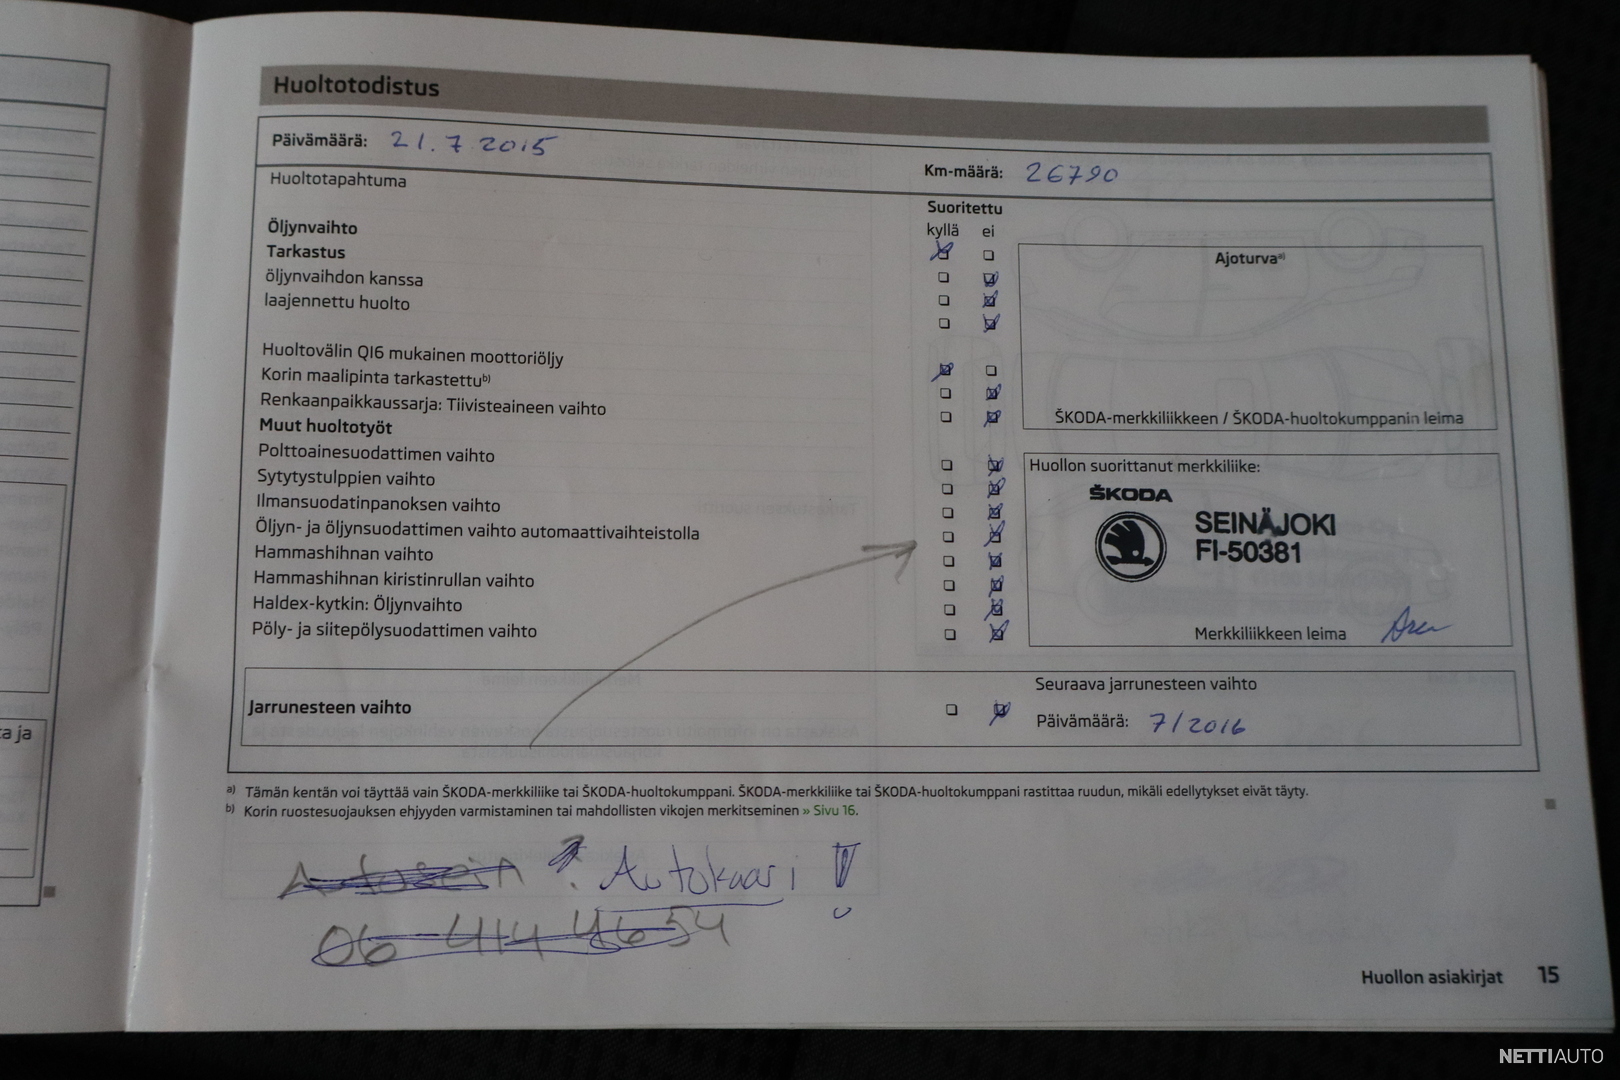 Huoltotodistus
Päivämäärä: 21.7.2015
Km-määrä: 26790
Huoltotapahtuma
Suoritettu
kyllä ei
Öljynvaihto
Tarkastus
öljynvaihdon kanssa
laajennettu huolto
Huoltovälin QI6 mukainen moottoriöljy
Korin maalipinta tarkastettu b)
Renkaanpaikkaussarja: Tiivisteaineen vaihto
Muut huoltotyöt
Polttoainesuodattimen vaihto
Sytytystulppien vaihto
Ilmansuodatinpanoksen vaihto
Öljyn- ja öljynsuodattimen vaihto automaattivaihteistolla
Hammashihnan vaihto
Hammashihnan kiristinrullan vaihto
Haldex-kytkin: Öljynvaihto
Pöly- ja siitepölysuodattimen vaihto
Ajoturva a)
ŠKODA-merkkiliikkeen / ŠKODA-huoltokumppanin leima
Huollon suorittanut merkkiliike:
ŠKODA
SEINÄJOKI
FI-50381
Merkkiliikkeen leima
Jarrunesteen vaihto
Seuraava jarrunesteen vaihto
Päivämäärä: 7/2016
a) Tämän kentän voi täyttää vain ŠKODA-merkkiliike tai ŠKODA-huoltokumppani. ŠKODA-merkkiliike tai ŠKODA-huoltokumppani rastittaa ruudun, mikäli edellytykset eivät täyty.
b) Korin ruostesuojauksen ehjyyden varmistaminen tai mahdollisten vikojen merkitseminen » Sivu 16.
? Autokaari !
06-414 4654
Huollon asiakirjat 15
ta ja
NETTIAUTO